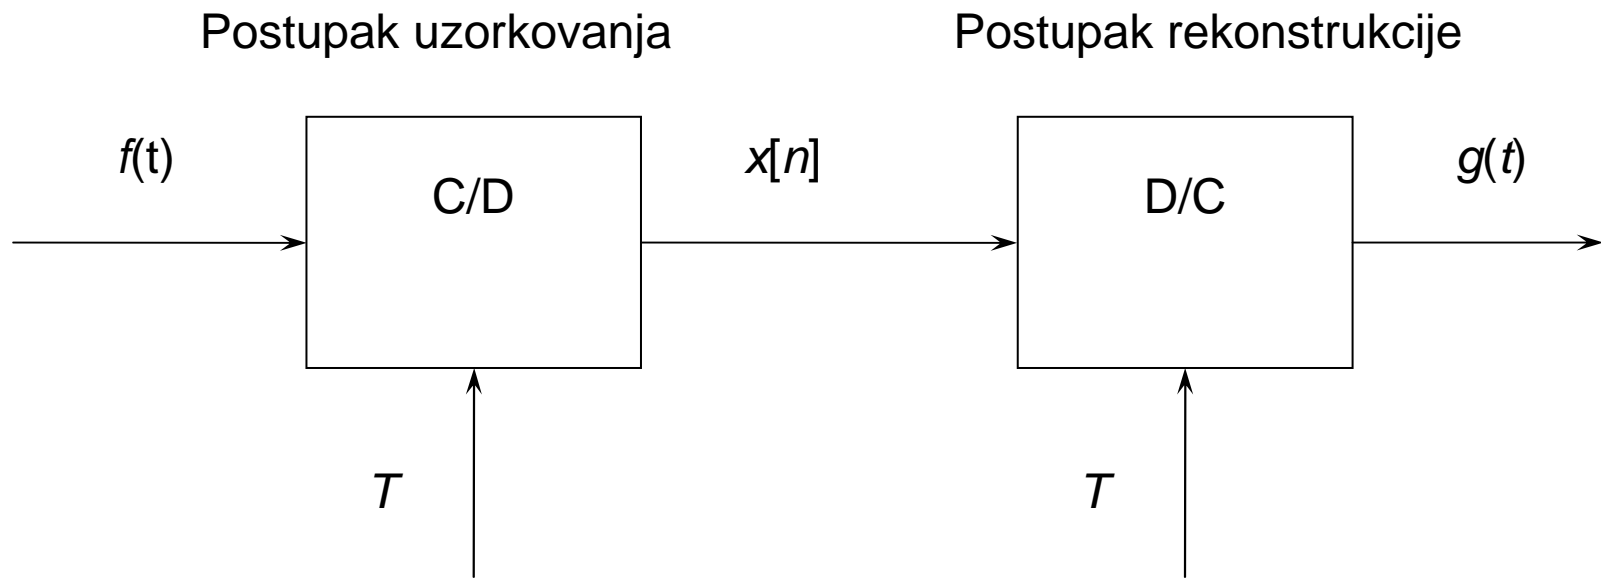 Postupak uzorkovanja
Postupak rekonstrukcije
f(t)
C/D
x[n]
D/C
g(t)
T
T